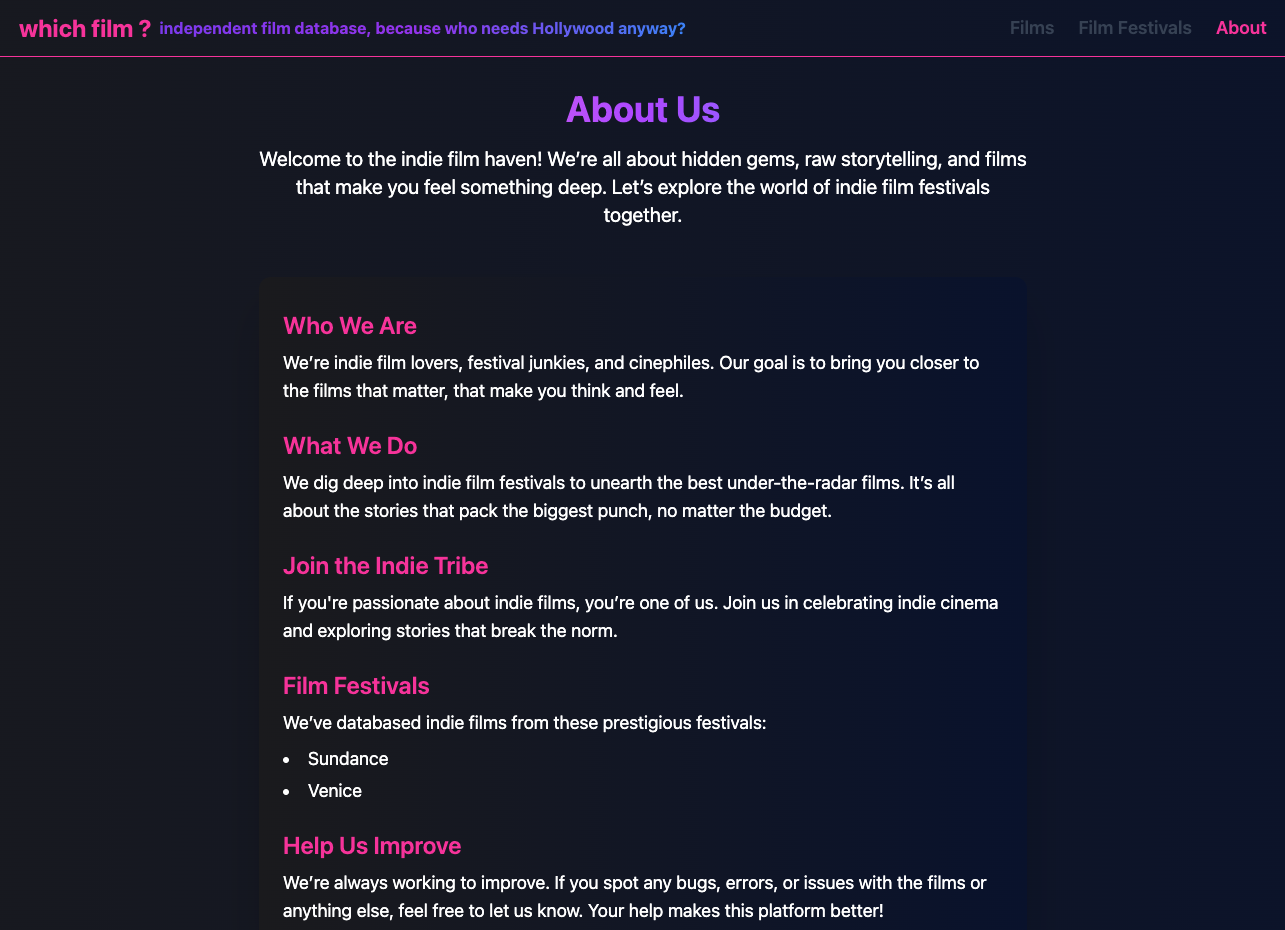 which film ? independent film database, because who needs Hollywood anyway? Films Film Festivals About
About Us
Welcome to the indie film haven! We’re all about hidden gems, raw storytelling, and films
that make you feel something deep. Let’s explore the world of indie film festivals
together.
Who We Are
We’re indie film lovers, festival junkies, and cinephiles. Our goal is to bring you closer to
the films that matter, that make you think and feel.
What We Do
We dig deep into indie film festivals to unearth the best under-the-radar films. It’s all
about the stories that pack the biggest punch, no matter the budget.
Join the Indie Tribe
If you're passionate about indie films, you’re one of us. Join us in celebrating indie cinema
and exploring stories that break the norm.
Film Festivals
We’ve databased indie films from these prestigious festivals:
• Sundance
• Venice
Help Us Improve
We’re always working to improve. If you spot any bugs, errors, or issues with the films or
anything else, feel free to let us know. Your help makes this platform better!